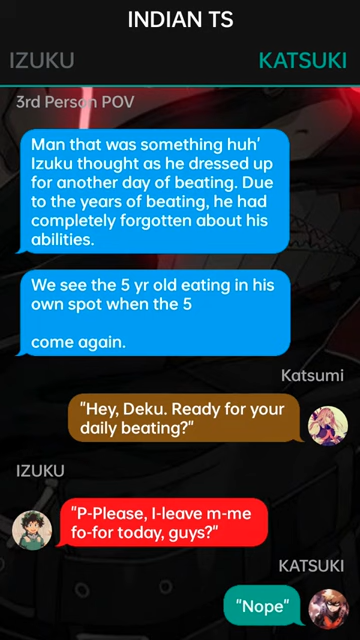 INDIAN TS
IZUKU
KATSUKI
3rd Person POV
Man that was something huh'
Izuku thought as he dressed up
for another day of beating. Due
to the years of beating, he had
completely forgotten about his
abilities.
We see the 5 yr old eating in his
own spot when the 5
come again.
Katsumi
"Hey, Deku. Ready for your
daily beating?"
IZUKU
"P-Please, I-leave m-me
fo-for today, guys?"
KATSUKI
"Nope"